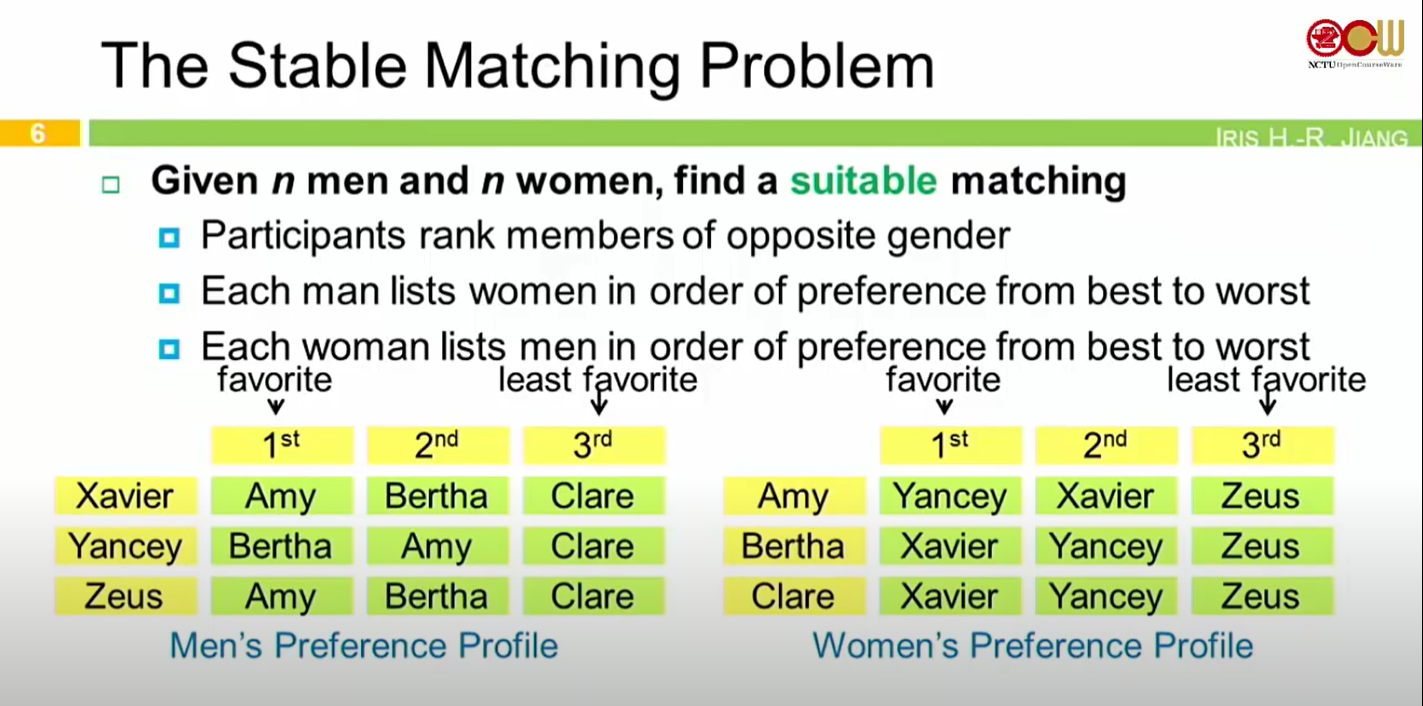 The Stable Matching Problem
NCTU OpenCourseWare
6
IRIS H.-R. JIANG
Given n men and n women, find a suitable matching
Participants rank members of opposite gender
Each man lists women in order of preference from best to worst
Each woman lists men in order of preference from best to worst
favorite least favorite
1st 2nd 3rd
Xavier Amy Bertha Clare
Yancey Bertha Amy Clare
Zeus Amy Bertha Clare
Men's Preference Profile
favorite least favorite
1st 2nd 3rd
Amy Yancey Xavier Zeus
Bertha Xavier Yancey Zeus
Clare Xavier Yancey Zeus
Women's Preference Profile